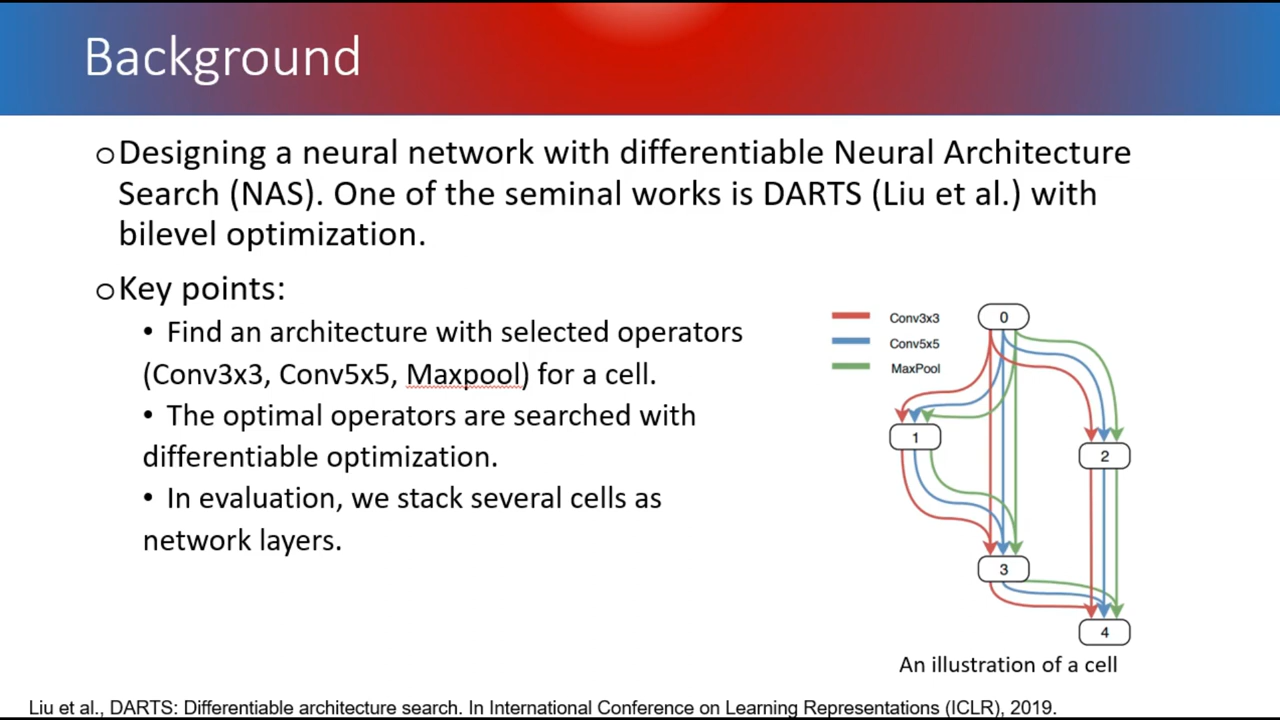 Background
oDesigning a neural network with differentiable Neural Architecture
Search (NAS). One of the seminal works is DARTS (Liu et al.) with
bilevel optimization.
oKey points:
• Find an architecture with selected operators
(Conv3x3, Conv5x5, Maxpool) for a cell.
• The optimal operators are searched with
differentiable optimization.
• In evaluation, we stack several cells as
network layers.
Conv3x3
Conv5x5
MaxPool
0
1
2
3
4
An illustration of a cell
Liu et al., DARTS: Differentiable architecture search. In International Conference on Learning Representations (ICLR), 2019.